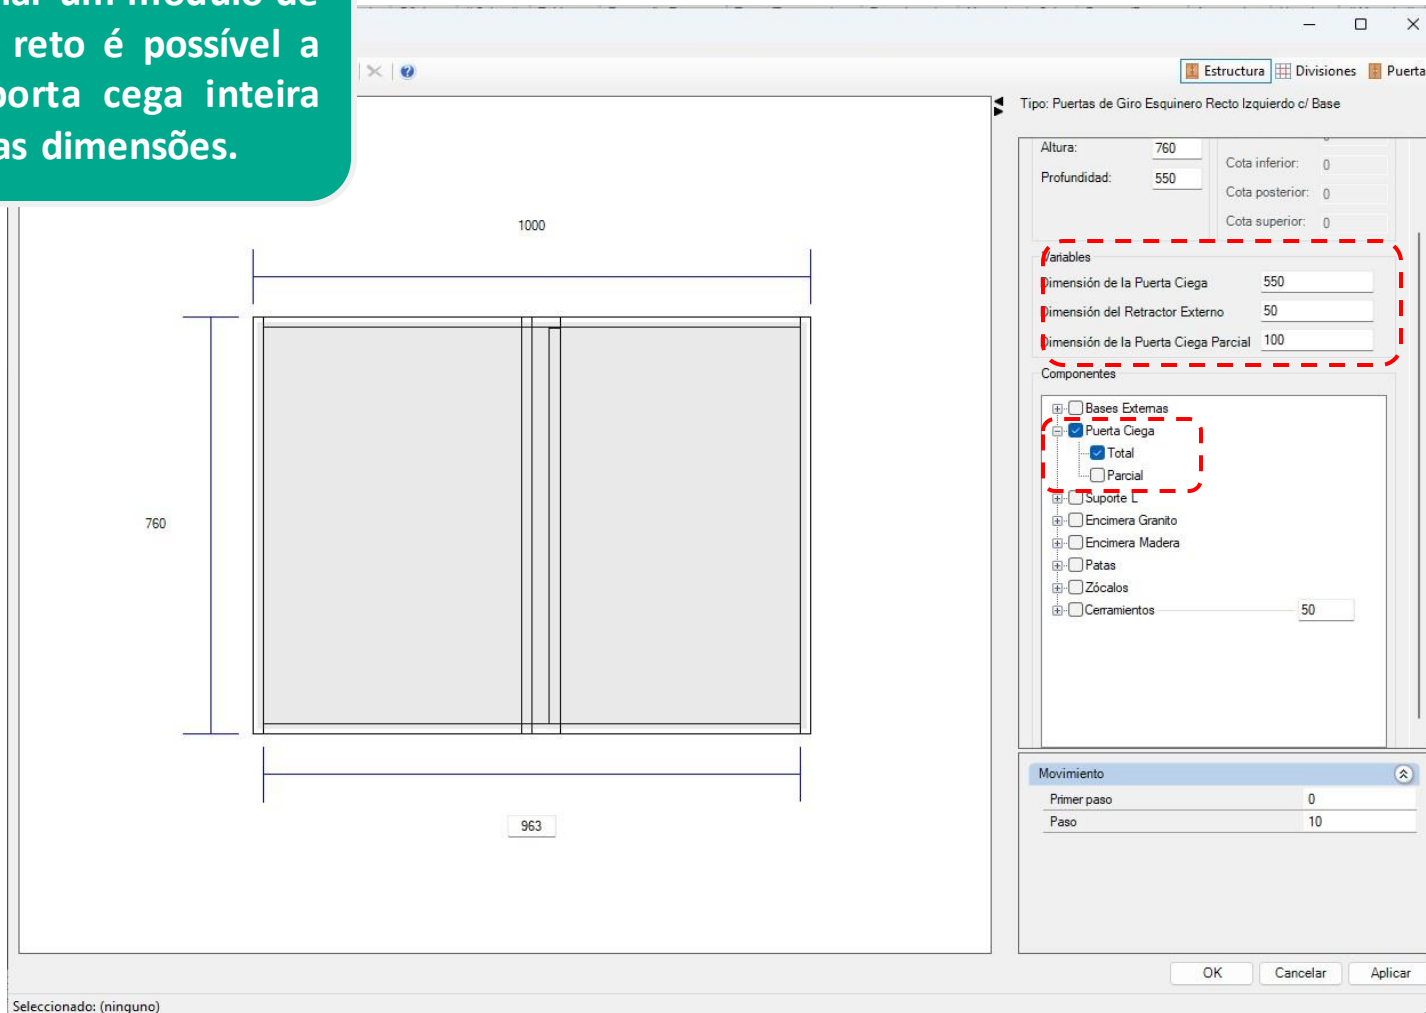 um módulo de
reto é possível a
porta cega inteira
as dimensões.
Estructura Divisiones Puerta
Tipo: Puertas de Giro Esquinero Recto Izquierdo c/ Base
Altura: 760
Cota inferior: 0
Profundidad: 550
Cota posterior: 0
Cota superior: 0
Variables
Dimensión de la Puerta Ciega 550
Dimensión del Retractor Externo 50
Dimensión de la Puerta Ciega Parcial 100
Componentes
Bases Externas
Puerta Ciega
Total
Parcial
Suporte L
Encimera Granito
Encimera Madera
Patas
Zócalos
Cerramientos 50
1000
760
963
Movimiento
Primer paso 0
Paso 10
OK Cancelar Aplicar
Seleccionado: (ninguno)